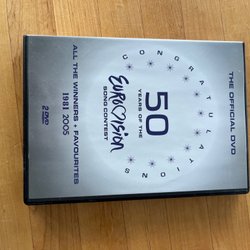 THE OFFICIAL DVD
CONGRATULATIONS
50
YEARS OF THE
EUROVISION
SONG CONTEST
ALL THE WINNERS + FAVOURITES
1981 2005
2 DVD